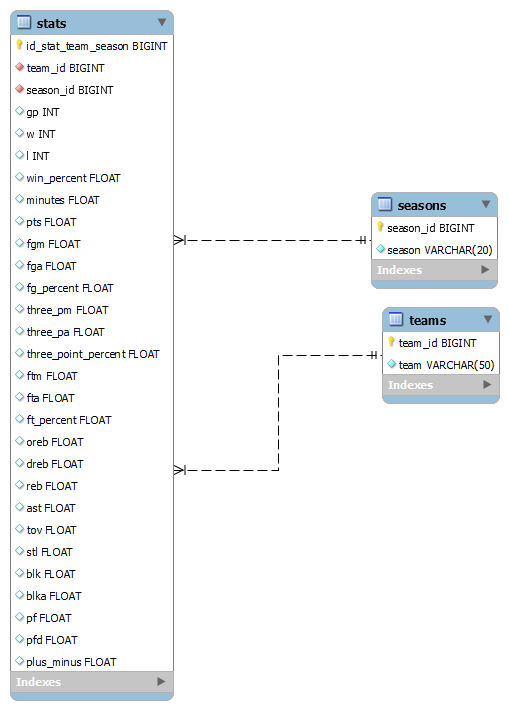 stats
id_stat_team_season BIGINT
team_id BIGINT
season_id BIGINT
gp INT
w INT
l INT
win_percent FLOAT
minutes FLOAT
pts FLOAT
fgm FLOAT
fga FLOAT
fg_percent FLOAT
three_pm FLOAT
three_pa FLOAT
three_point_percent FLOAT
ftm FLOAT
fta FLOAT
ft_percent FLOAT
oreb FLOAT
dreb FLOAT
reb FLOAT
ast FLOAT
tov FLOAT
stl FLOAT
blk FLOAT
blka FLOAT
pf FLOAT
pfd FLOAT
plus_minus FLOAT
Indexes
seasons
season_id BIGINT
season VARCHAR(20)
Indexes
teams
team_id BIGINT
team VARCHAR(50)
Indexes